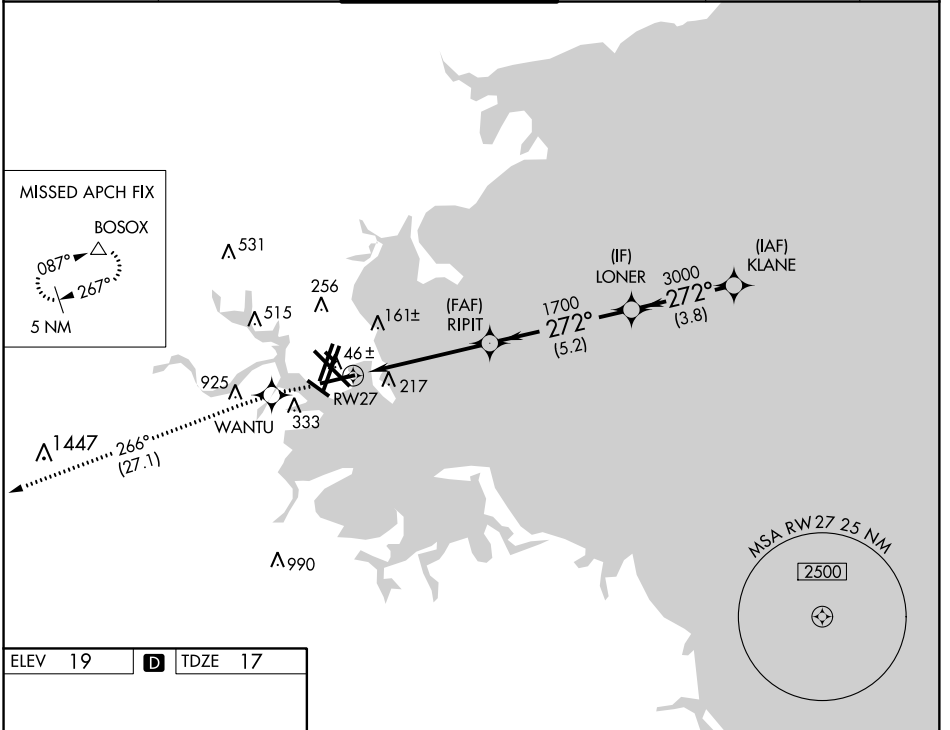 MISSED APCH FIX
BOSOX
087°
267°
5 NM
531
256
515
161±
46±
217
925
RW27
WANTU
333
1447
266°
(27.1)
990
(FAF)
RIPIT
1700
272°
(5.2)
(IF)
LONER
3000
272°
(3.8)
(IAF)
KLANE
MSA RW27 25 NM
2500
ELEV 19
D
TDZE 17